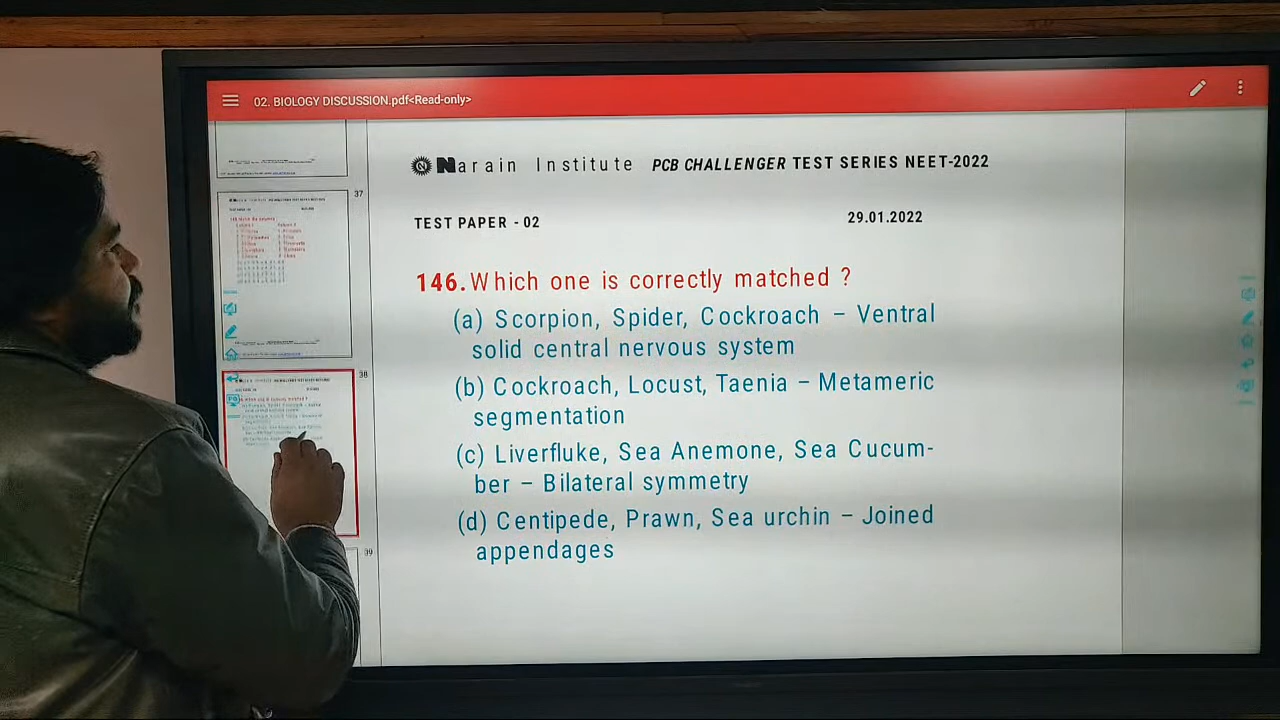 02. BIOLOGY DISCUSSION.pdf<Read-only>
Narain Institute PCB CHALLENGER TEST SERIES NEET-2022
TEST PAPER - 02 29.01.2022
146. Which one is correctly matched ?
(a) Scorpion, Spider, Cockroach – Ventral
solid central nervous system
(b) Cockroach, Locust, Taenia – Metameric
segmentation
(c) Liverfluke, Sea Anemone, Sea Cucum-
ber – Bilateral symmetry
(d) Centipede, Prawn, Sea urchin – Joined
appendages
37
38
39